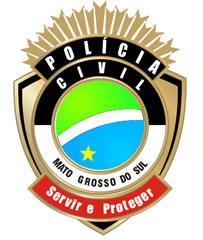 POLÍCIA
CIVIL
MATO GROSSO DO SUL
Servir e Proteger